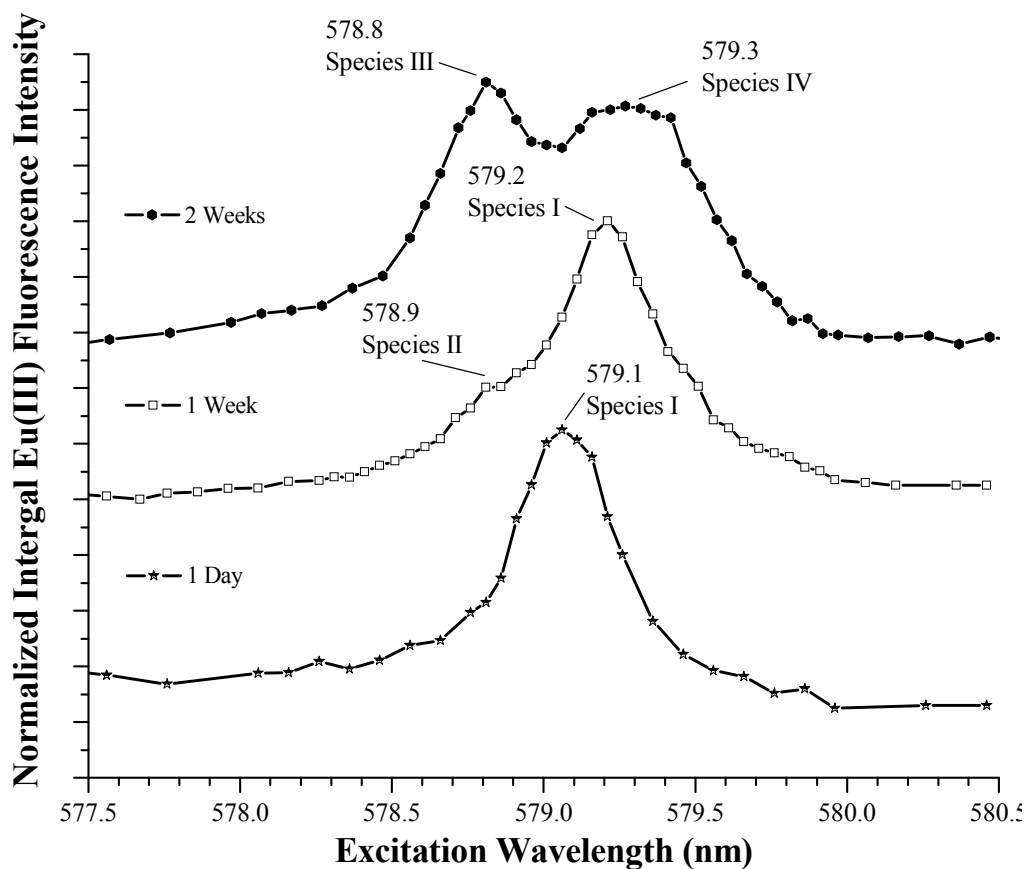 Normalized Intergal Eu(III) Fluorescence Intensity
578.8
Species III
579.3
Species IV
579.2
Species I
2 Weeks
578.9
Species II
579.1
Species I
1 Week
1 Day
577.5 578.0 578.5 579.0 579.5 580.0 580.5
Excitation Wavelength (nm)